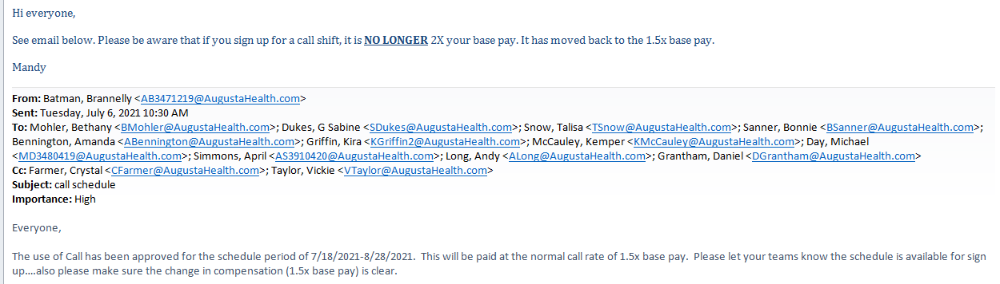 Hi everyone,
See email below. Please be aware that if you sign up for a call shift, it is NO LONGER 2X your base pay. It has moved back to the 1.5x base pay.
Mandy
From: Batman, Brannelly <AB3471219@AugustaHealth.com>
Sent: Tuesday, July 6, 2021 10:30 AM
To: Mohler, Bethany <BMohler@AugustaHealth.com>; Dukes, G Sabine <SDukes@AugustaHealth.com>; Snow, Talisa <TSnow@AugustaHealth.com>; Sanner, Bonnie <BSanner@AugustaHealth.com>;
Bennington, Amanda <ABennington@AugustaHealth.com>; Griffin, Kira <KGriffin2@AugustaHealth.com>; McCauley, Kemper <KMcCauley@AugustaHealth.com>; Day, Michael
<MD3480419@AugustaHealth.com>; Simmons, April <AS3910420@AugustaHealth.com>; Long, Andy <ALong@AugustaHealth.com>; Grantham, Daniel <DGrantham@AugustaHealth.com>
Cc: Farmer, Crystal <CFarmer@AugustaHealth.com>; Taylor, Vickie <VTaylor@AugustaHealth.com>
Subject: call schedule
Importance: High
Everyone,
The use of Call has been approved for the schedule period of 7/18/2021-8/28/2021.  This will be paid at the normal call rate of 1.5x base pay.  Please let your teams know the schedule is available for sign
up....also please make sure the change in compensation (1.5x base pay) is clear.